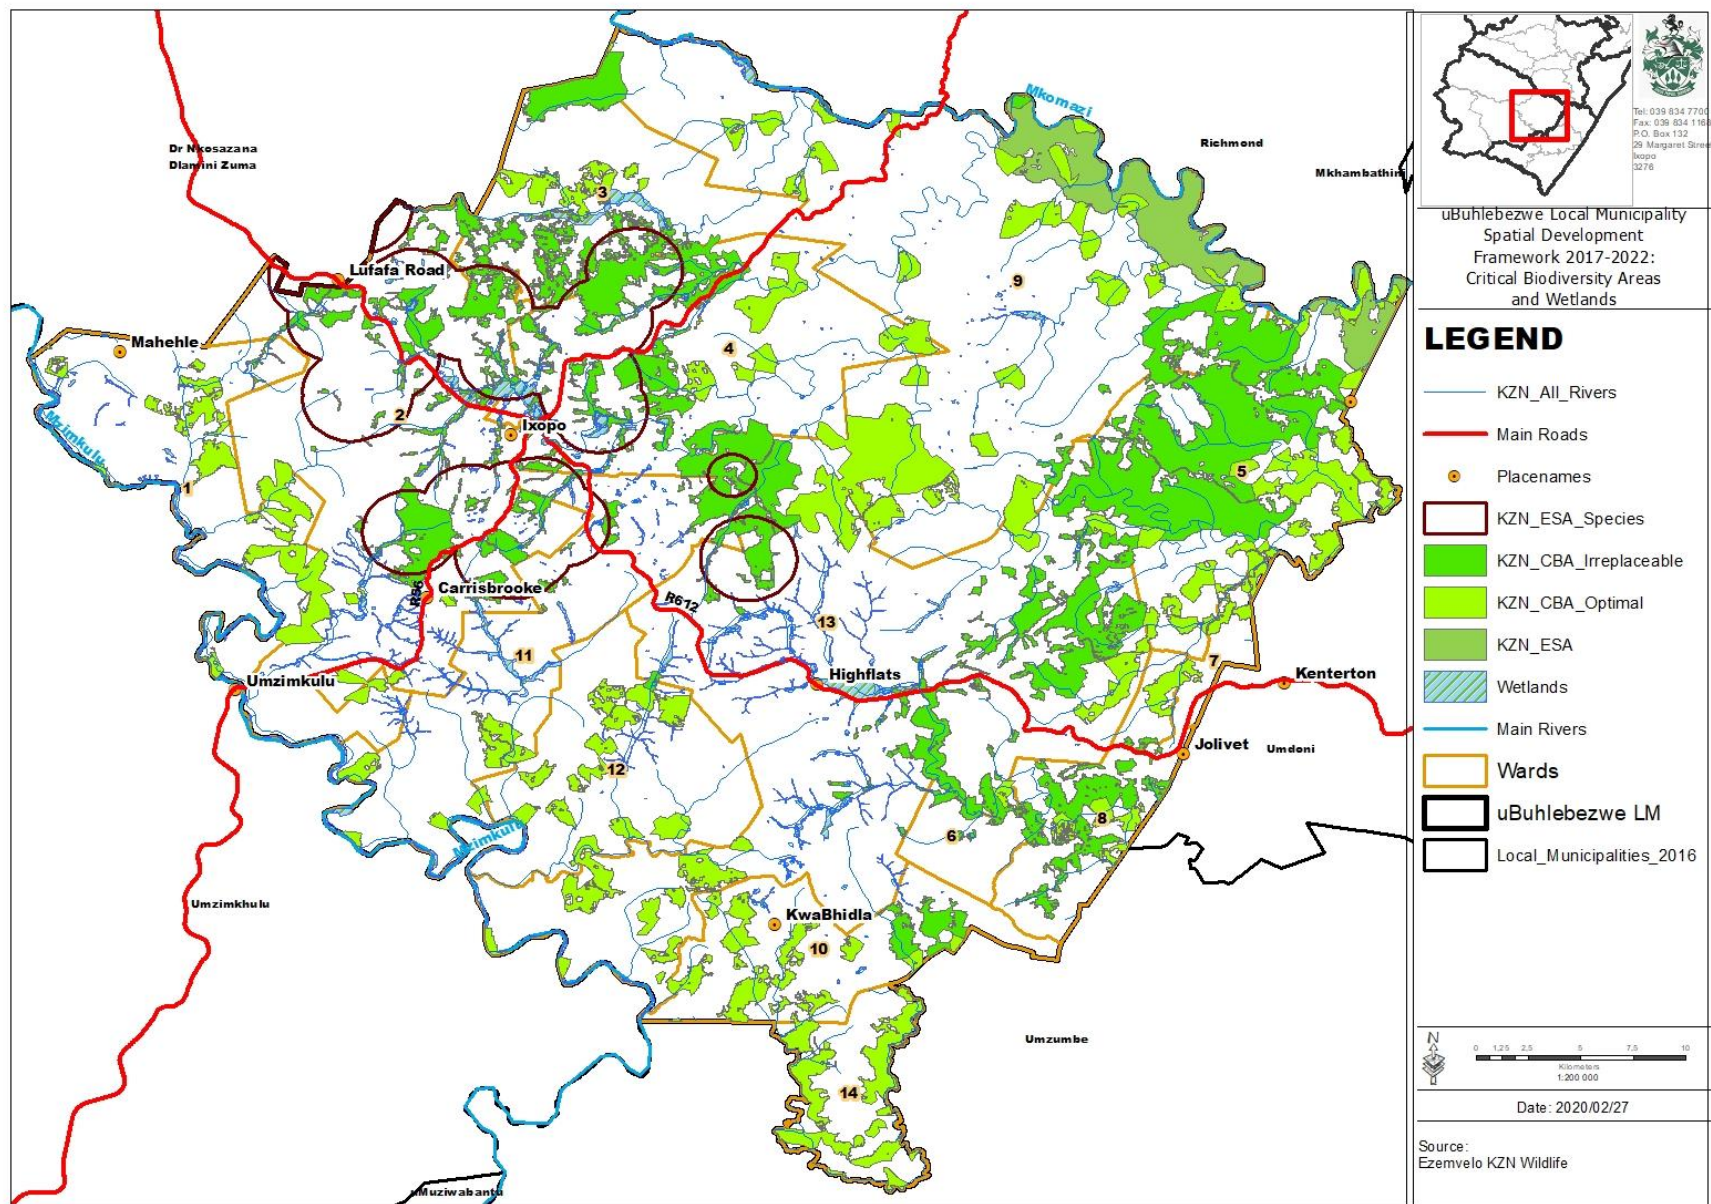 Mkomazi
Richmond
Mkhambathin
Dr Nkosazana
Dlamini Zuma
3
Lufafa Road
9
Mahehle
4
2
Ixopo
Mzimkulu
1
5
R56
Carrisbrooke
R612
13
11
7
Umzimkulu
Highflats
Kenterton
Jolivet
Umdoni
12
8
6
Mzimkulu
Umzimkhulu
KwaBhidla
10
Umzumbe
14
uMuziwabantu
Tel: 039 834 7700
Fax: 039 834 1168
P.O. Box 132
29 Margaret Street
Ixopo
3276
uBuhlebezwe Local Municipality
Spatial Development
Framework 2017-2022:
Critical Biodiversity Areas
and Wetlands
LEGEND
KZN_All_Rivers
Main Roads
Placenames
KZN_ESA_Species
KZN_CBA_Irreplaceable
KZN_CBA_Optimal
KZN_ESA
Wetlands
Main Rivers
Wards
uBuhlebezwe LM
Local_Municipalities_2016
N
0 1,25 2,5 5 7,5 10
Kilometers
1:200 000
Date: 2020/02/27
Source:
Ezemvelo KZN Wildlife